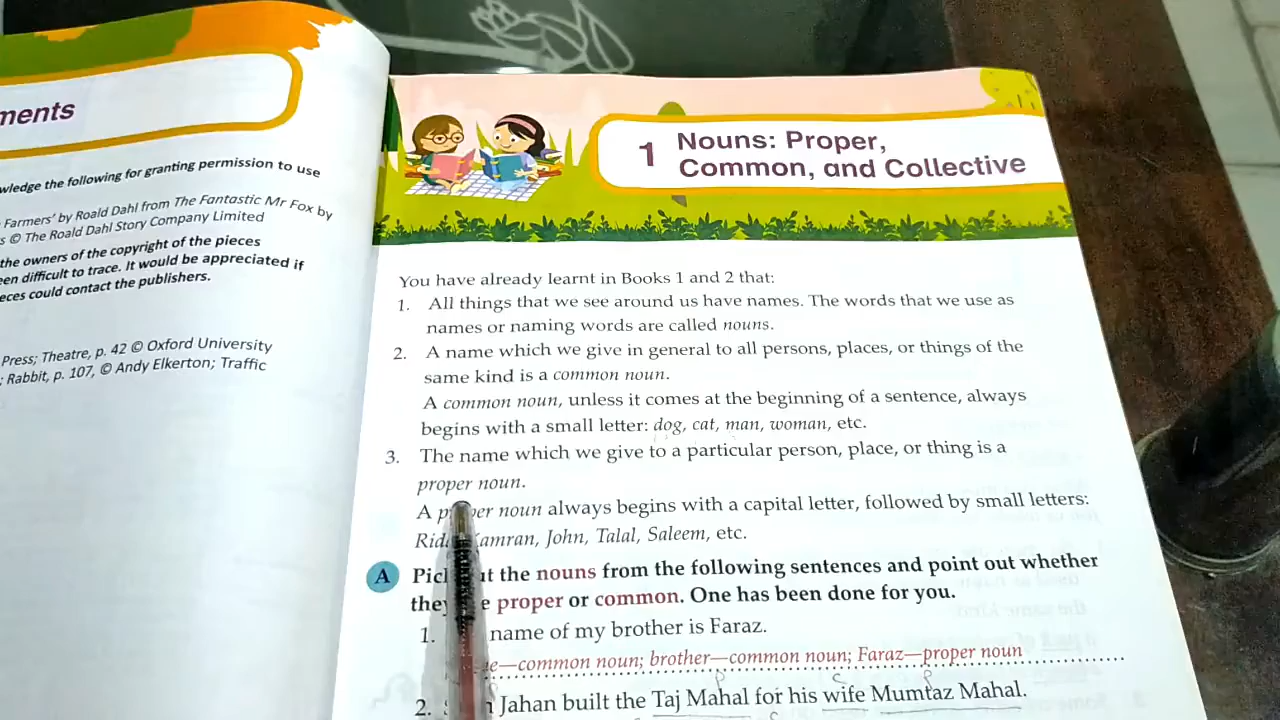 ments
wledge the following for granting permission to use
Farmers' by Roald Dahl from The Fantastic Mr Fox by
s © The Roald Dahl Story Company Limited
the owners of the copyright of the pieces
een difficult to trace. It would be appreciated if
eces could contact the publishers.
Press; Theatre, p. 42 © Oxford University
; Rabbit, p. 107, © Andy Elkerton; Traffic
1 Nouns: Proper,
Common, and Collective
You have already learnt in Books 1 and 2 that:
1. All things that we see around us have names. The words that we use as
names or naming words are called nouns.
2. A name which we give in general to all persons, places, or things of the
same kind is a common noun.
A common noun, unless it comes at the beginning of a sentence, always
begins with a small letter: dog, cat, man, woman, etc.
3. The name which we give to a particular person, place, or thing is a
proper noun.
A proper noun always begins with a capital letter, followed by small letters:
Rida, Kamran, John, Talal, Saleem, etc.
A Pick out the nouns from the following sentences and point out whether
they are proper or common. One has been done for you.
1. name of my brother is Faraz.
—common noun; brother—common noun; Faraz—proper noun
p c p
2. Jahan built the Taj Mahal for his wife Mumtaz Mahal.
c